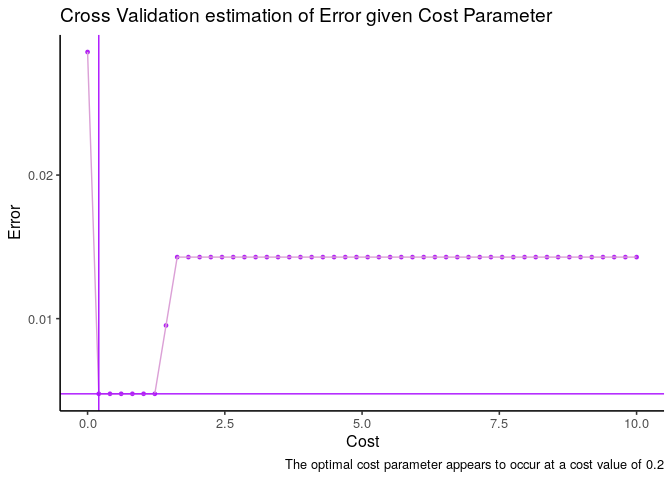 Cross Validation estimation of Error given Cost Parameter
Error
0.02
0.01
0.0 2.5 5.0 7.5 10.0
Cost
The optimal cost parameter appears to occur at a cost value of 0.2